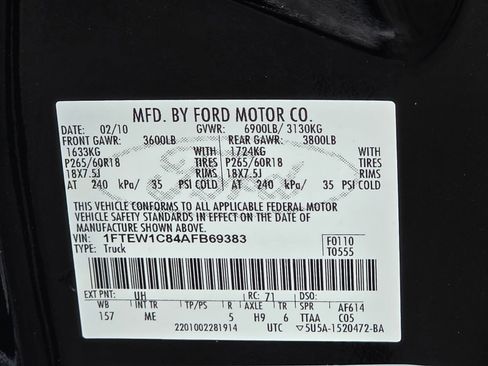 MFD. BY FORD MOTOR CO.
DATE: 02/10 GVWR: 6900LB/ 3130KG
FRONT GAWR: 3600LB REAR GAWR: 3800LB
1633KG WITH 1724KG WITH
P265/60R18 TIRES P265/60R18 TIRES
18X7.5J RIMS 18X7.5J RIMS
AT 240 kPa/ 35 PSI COLD AT 240 kPa/ 35 PSI COLD
THIS VEHICLE CONFORMS TO ALL APPLICABLE FEDERAL MOTOR
VEHICLE SAFETY STANDARDS IN EFFECT ON THE DATE OF
MANUFACTURE SHOWN ABOVE.
VIN: 1FTEW1C84AFB69383 F0110
TYPE: Truck T0555
EXT PNT: UH RC: 71 DSO:
WB INT TR TP/PS R AXLE TR SPR AF614
157 ME 5 H9 6 TTAA C05
2201002281914 UTC ▽5U5A-1520472-BA